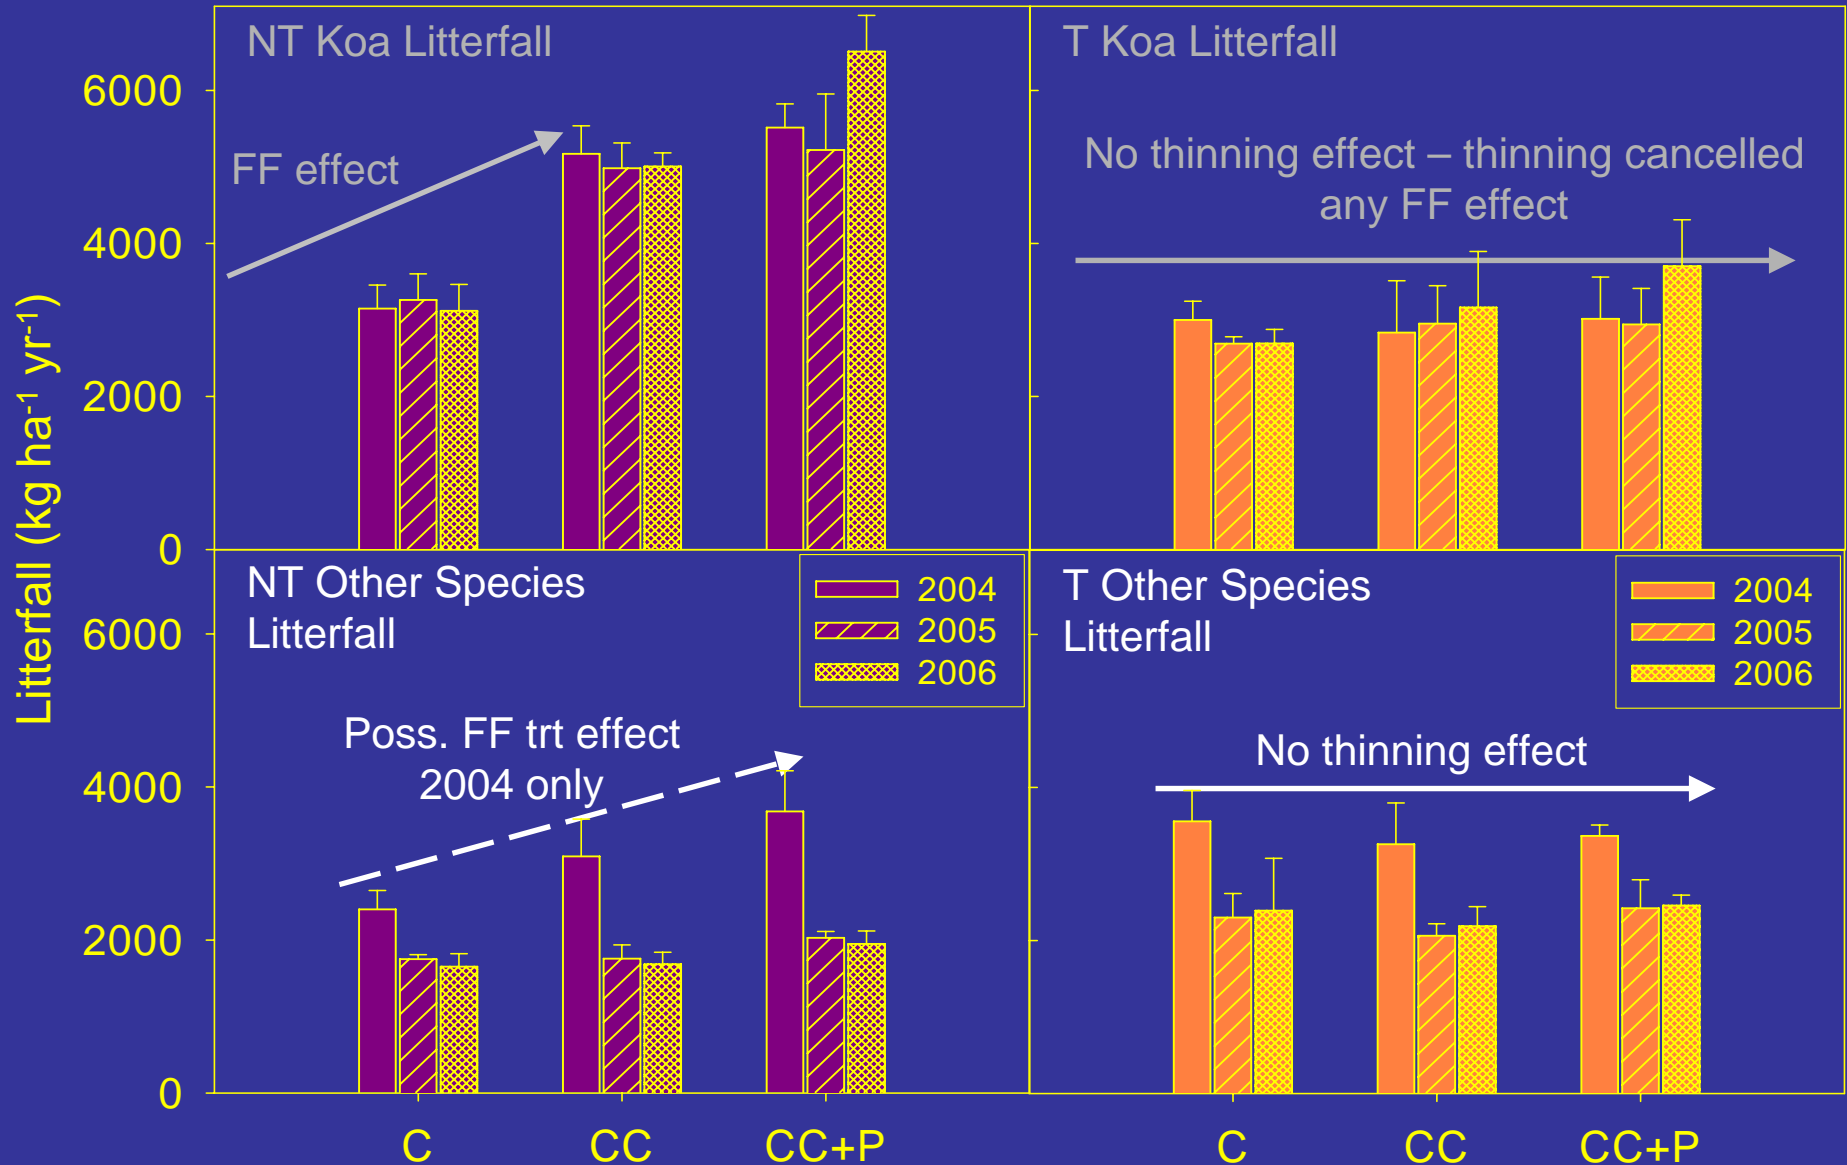 NT Koa Litterfall
T Koa Litterfall
6000
FF effect
No thinning effect – thinning cancelled
any FF effect
4000
2000
0
Litterfall (kg ha⁻¹ yr⁻¹)
NT Other Species
Litterfall
2004
2005
2006
T Other Species
Litterfall
2004
2005
2006
6000
Poss. FF trt effect
2004 only
No thinning effect
4000
2000
0
C CC CC+P
C CC CC+P